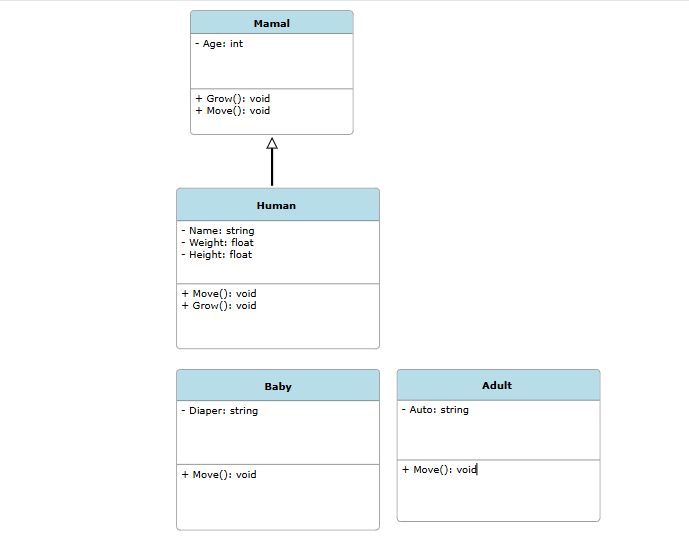 Mamal
- Age: int
+ Grow(): void
+ Move(): void
Human
- Name: string
- Weight: float
- Height: float
+ Move(): void
+ Grow(): void
Baby
- Diaper: string
+ Move(): void
Adult
- Auto: string
+ Move(): void